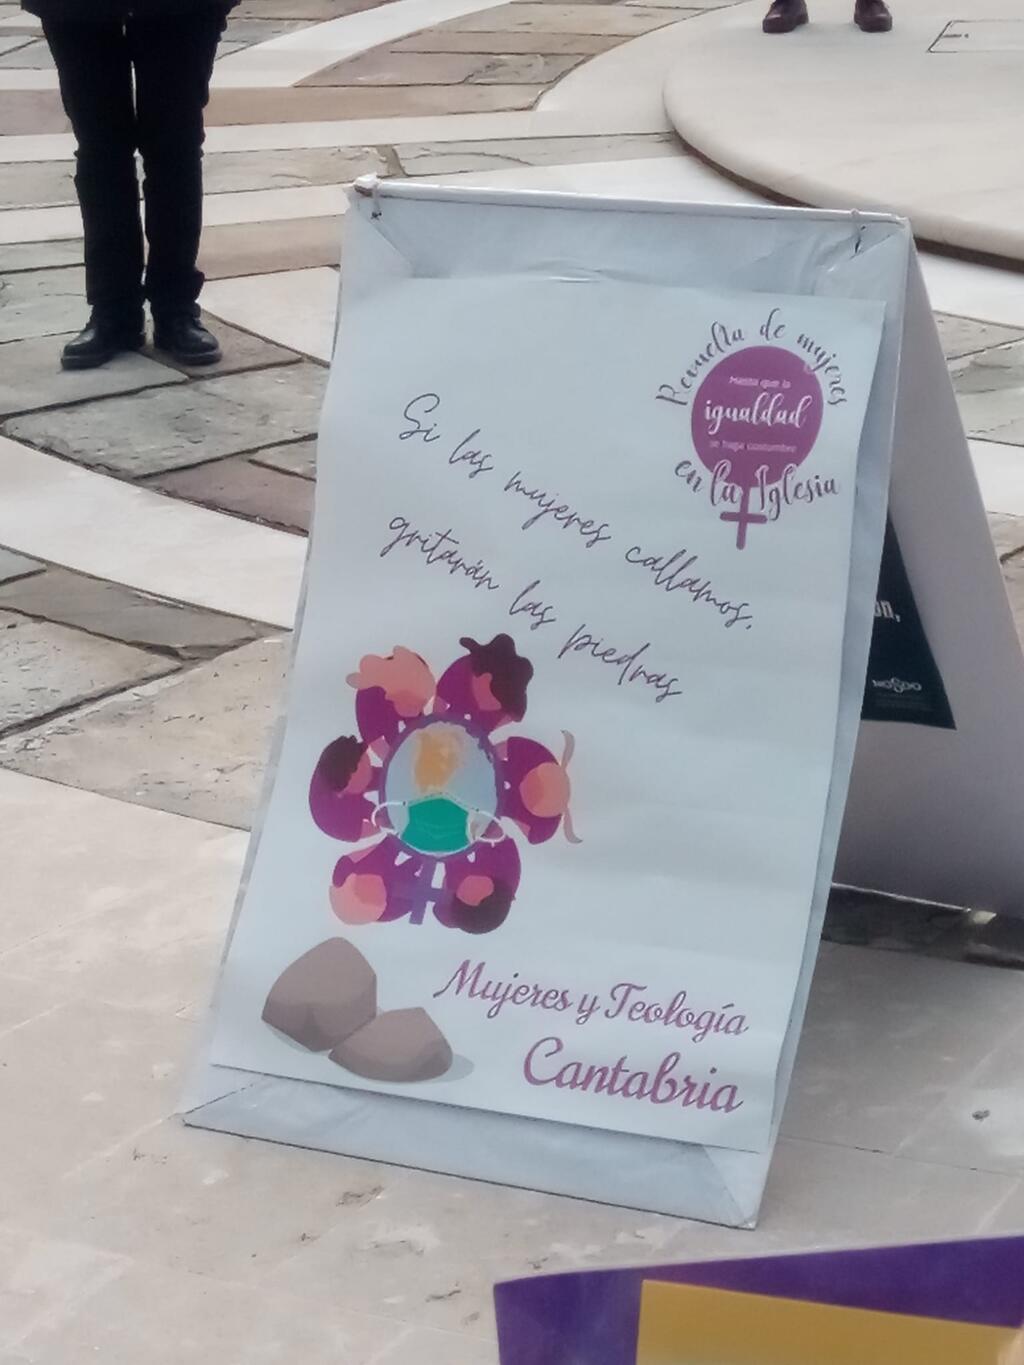 Revuelta de mujeres
Hasta que la
igualdad
se haga costumbre
en la Iglesia
Si las mujeres callamos,
gritarán las piedras
Mujeres y Teología
Cantabria
NOSDO